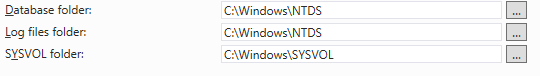 Database folder: C:\Windows\NTDS ...
Log files folder: C:\Windows\NTDS ...
SYSVOL folder: C:\Windows\SYSVOL ...